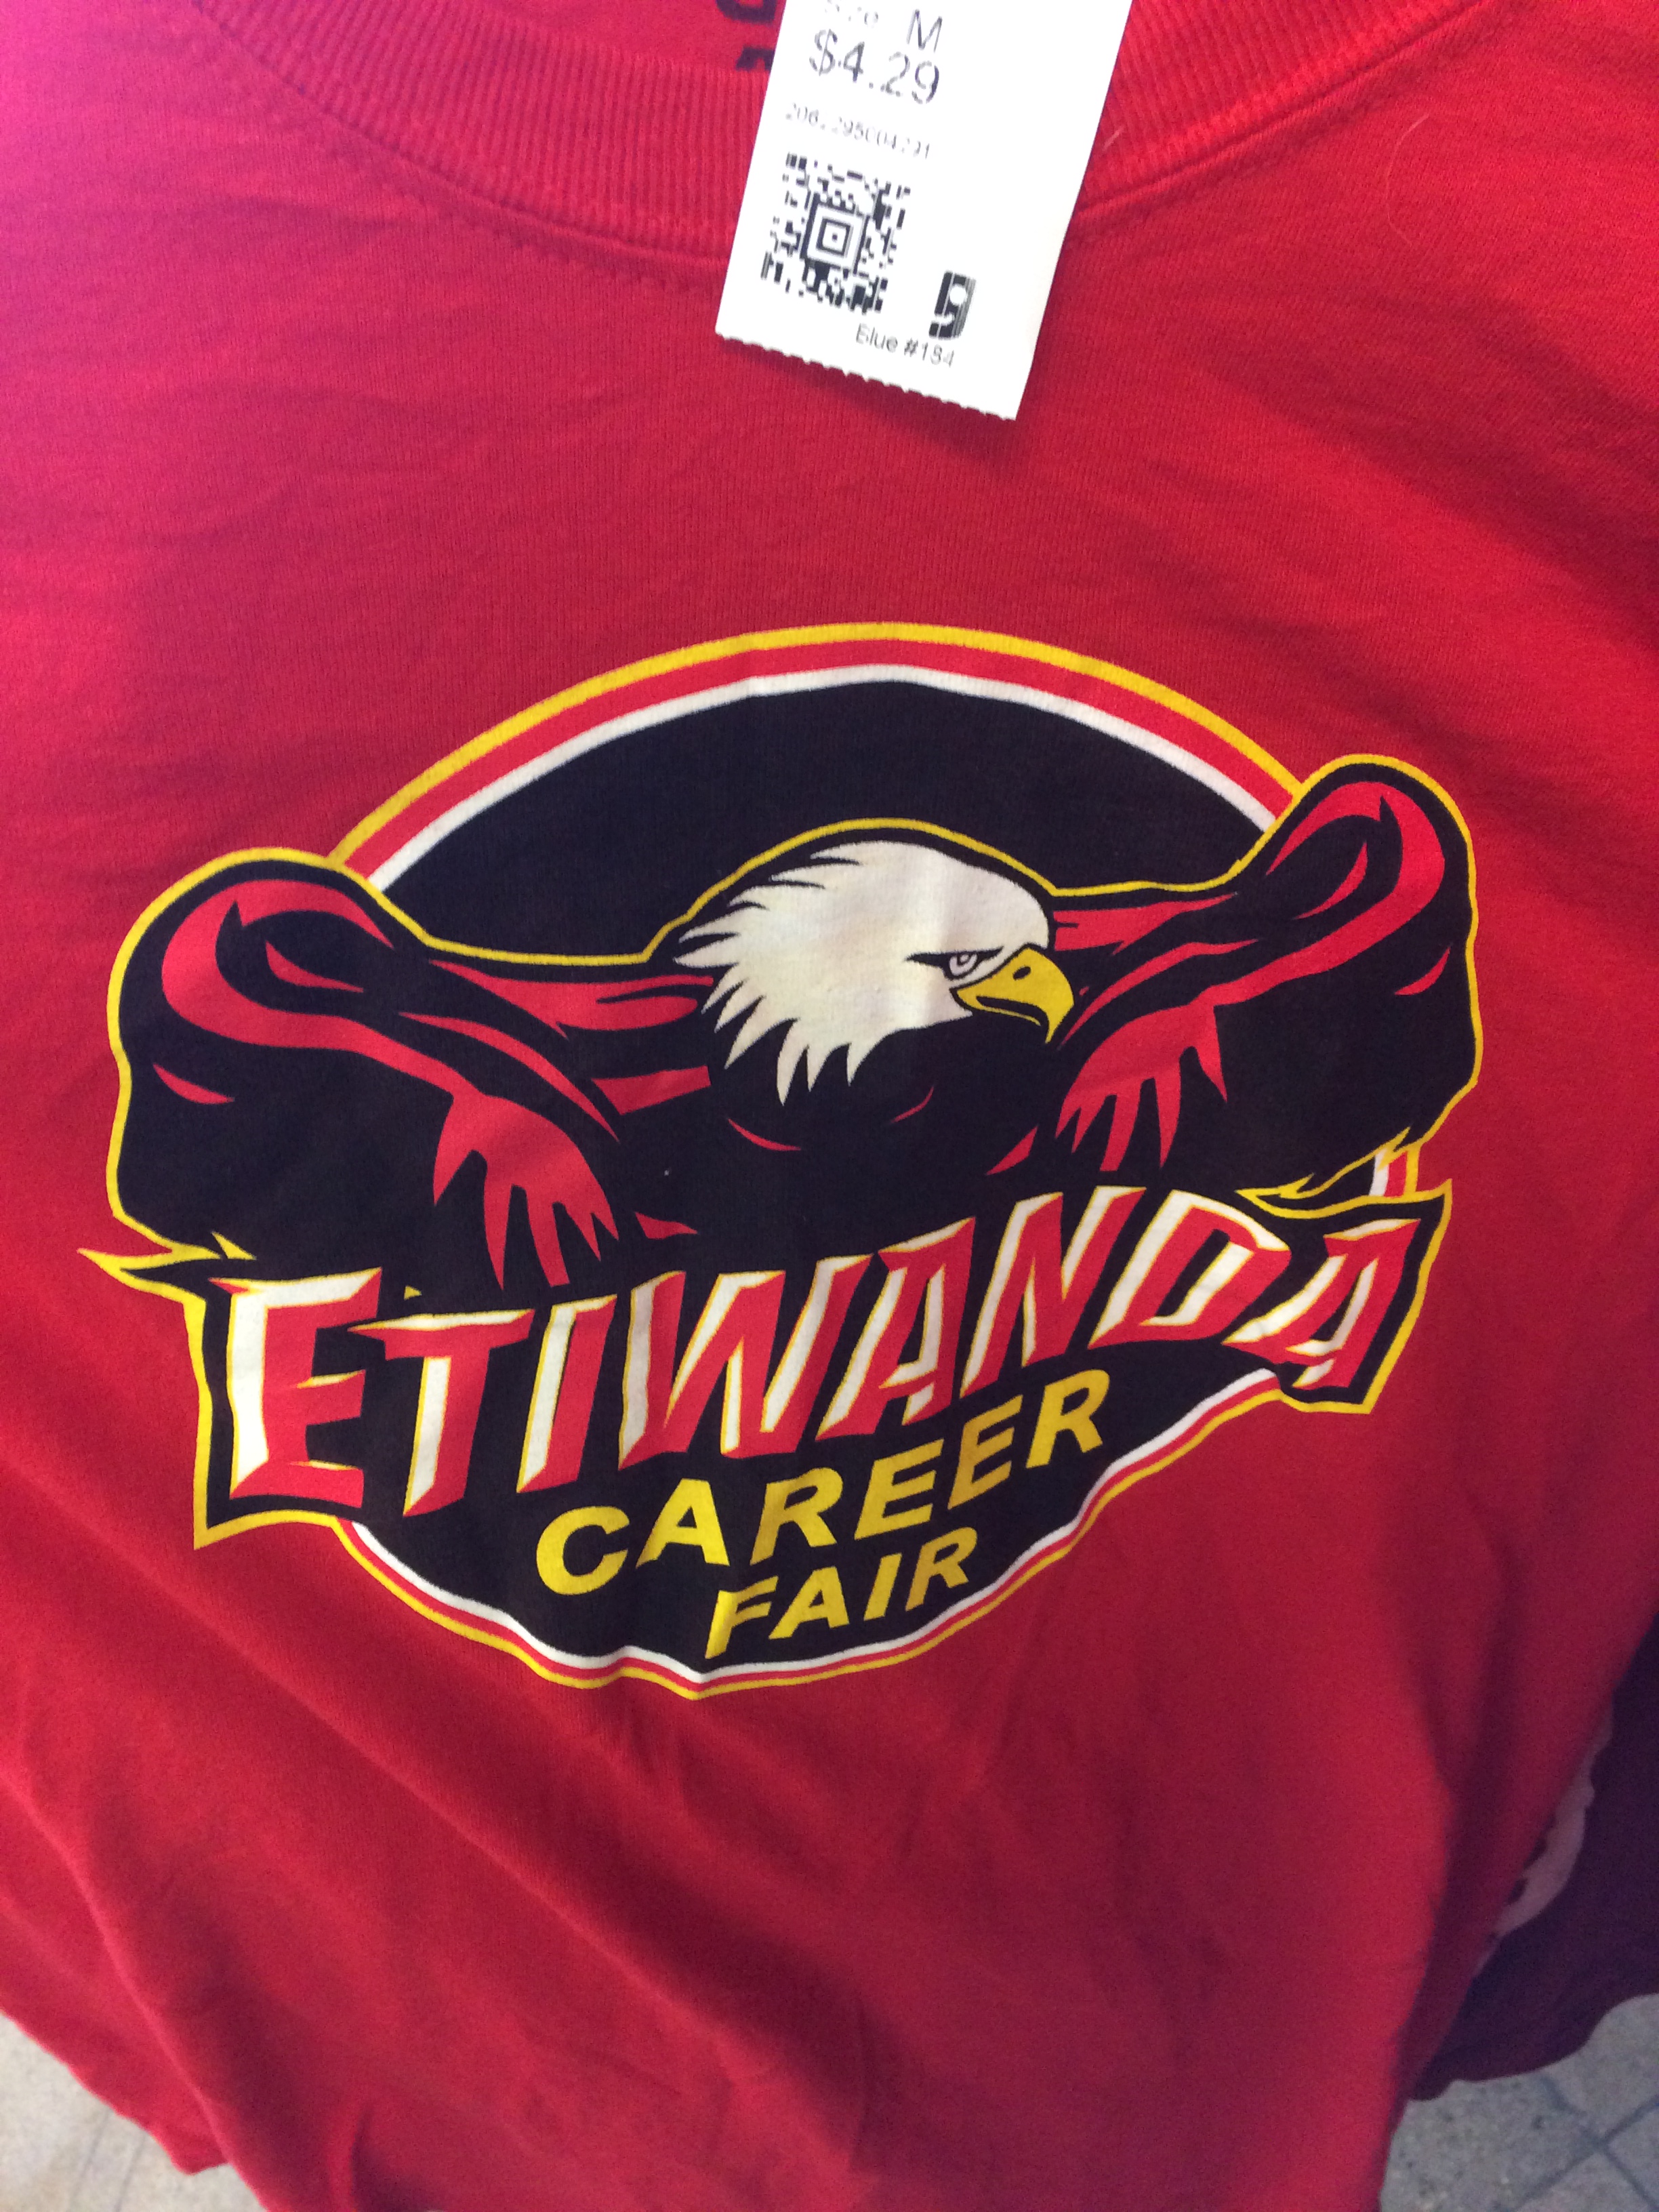 Size M
$4.29
Blue #184
ETIWANDA
CAREER
FAIR